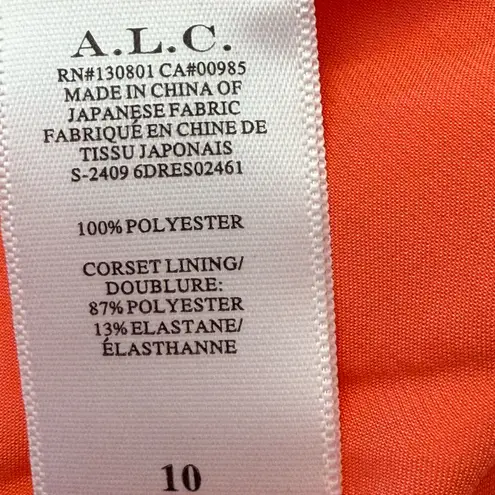 A.L.C.
RN#130801 CA#00985
MADE IN CHINA OF
JAPANESE FABRIC
FABRIQUÉ EN CHINE DE
TISSU JAPONAIS
S-2409 6DRES02461
100% POLYESTER
CORSET LINING/
DOUBLURE:
87% POLYESTER
13% ELASTANE/
ÉLASTHANNE
10